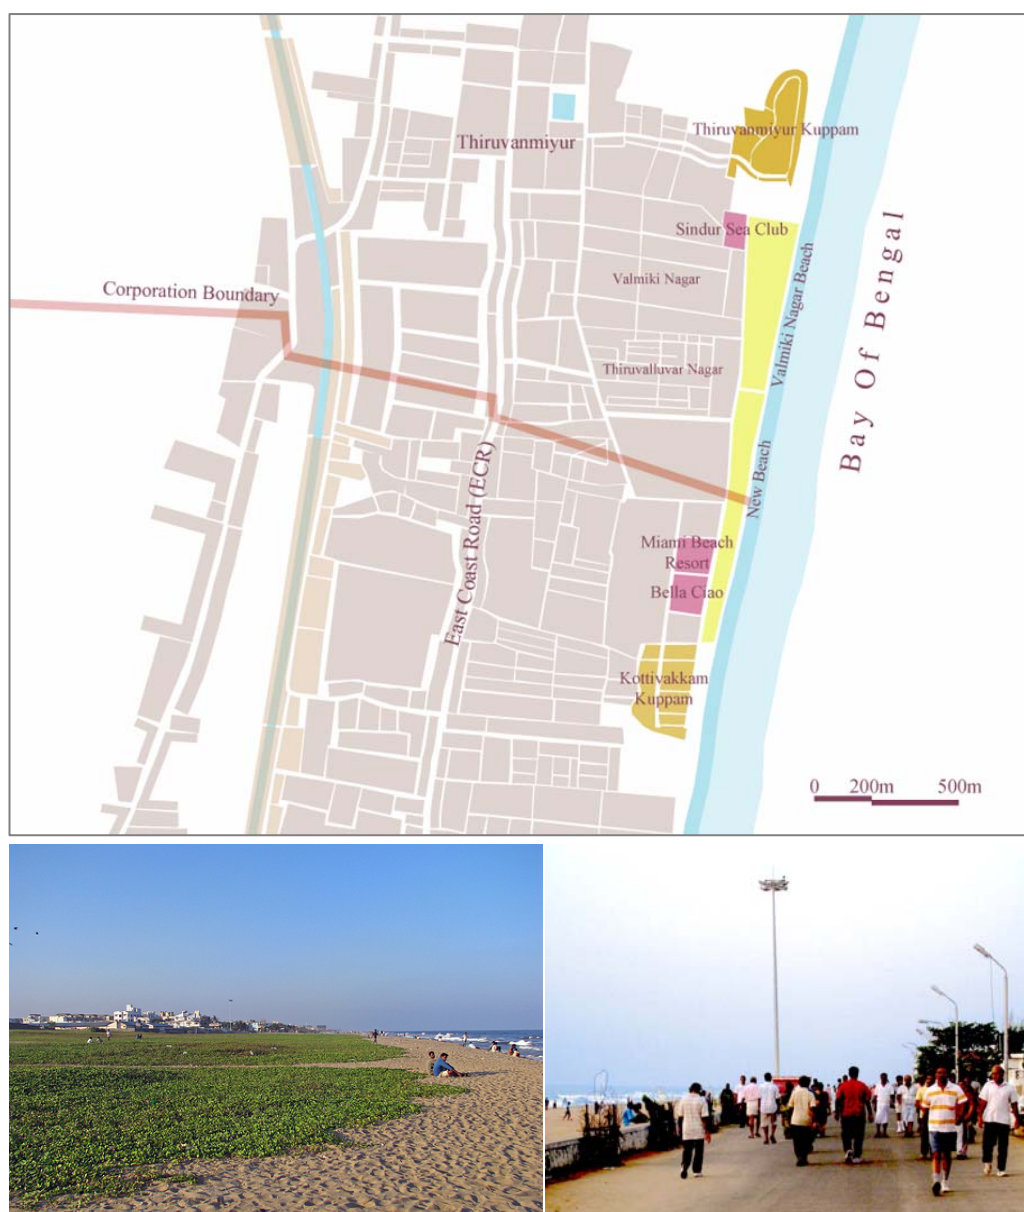 Thiruvanmiyur Kuppam
Thiruvanmiyur
Sindur Sea Club
Valmiki Nagar
Corporation Boundary
Valmiki Nagar Beach
Bay Of Bengal
Thiruvalluvar Nagar
New Beach
East Coast Road (ECR)
Miami Beach
Resort
Bella Ciao
Kottivakkam
Kuppam
0 200m 500m